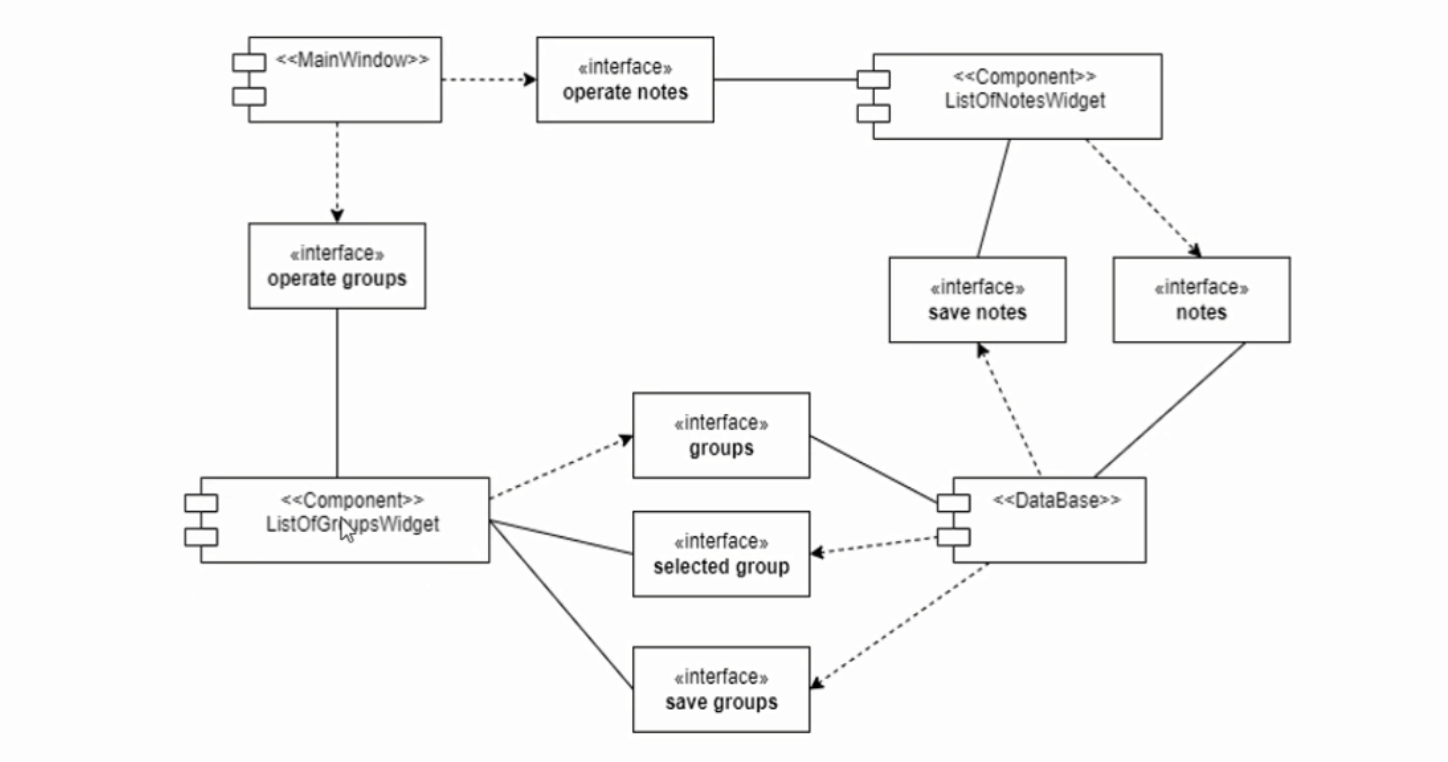 <<MainWindow>>
«interface»
operate notes
<<Component>>
ListOfNotesWidget
«interface»
operate groups
«interface»
save notes
«interface»
notes
«interface»
groups
<<Component>>
ListOfGroupsWidget
<<DataBase>>
«interface»
selected group
«interface»
save groups